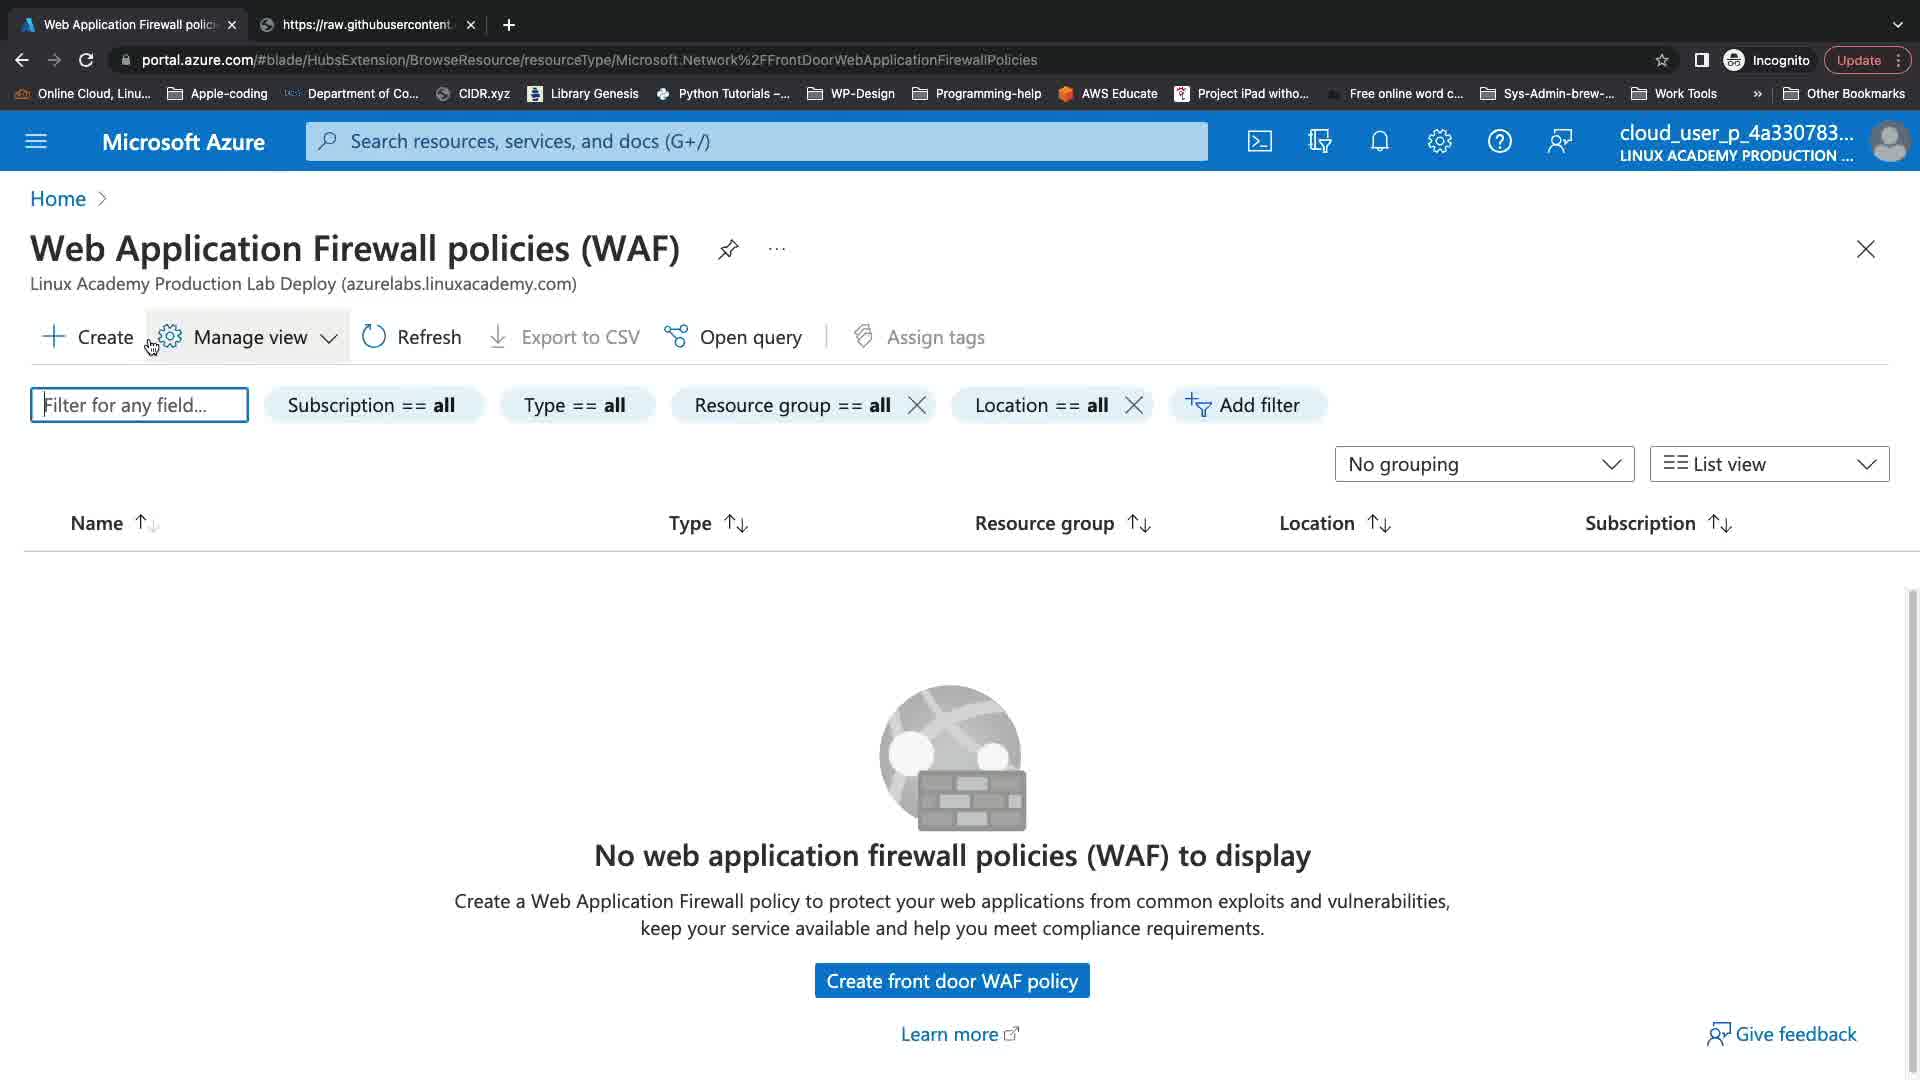 Web Application Firewall polici
https://raw.githubusercontent.
portal.azure.com/#blade/HubsExtension/BrowseResource/resourceType/Microsoft.Network%2FFrontDoorWebApplicationFirewallPolicies
Incognito
Update
Online Cloud, Linu...
Apple-coding
Department of Co...
CIDR.xyz
Library Genesis
Python Tutorials –...
WP-Design
Programming-help
AWS Educate
Project iPad witho...
Free online word c...
Sys-Admin-brew-...
Work Tools
»
Other Bookmarks
Microsoft Azure
Search resources, services, and docs (G+/)
cloud_user_p_4a330783...
LINUX ACADEMY PRODUCTION ...
Home
Web Application Firewall policies (WAF)
...
Linux Academy Production Lab Deploy (azurelabs.linuxacademy.com)
Create
Manage view
Refresh
Export to CSV
Open query
Assign tags
Filter for any field...
Subscription == all
Type == all
Resource group == all
Location == all
Add filter
No grouping
List view
Name
Type
Resource group
Location
Subscription
No web application firewall policies (WAF) to display
Create a Web Application Firewall policy to protect your web applications from common exploits and vulnerabilities,
keep your service available and help you meet compliance requirements.
Create front door WAF policy
Learn more
Give feedback